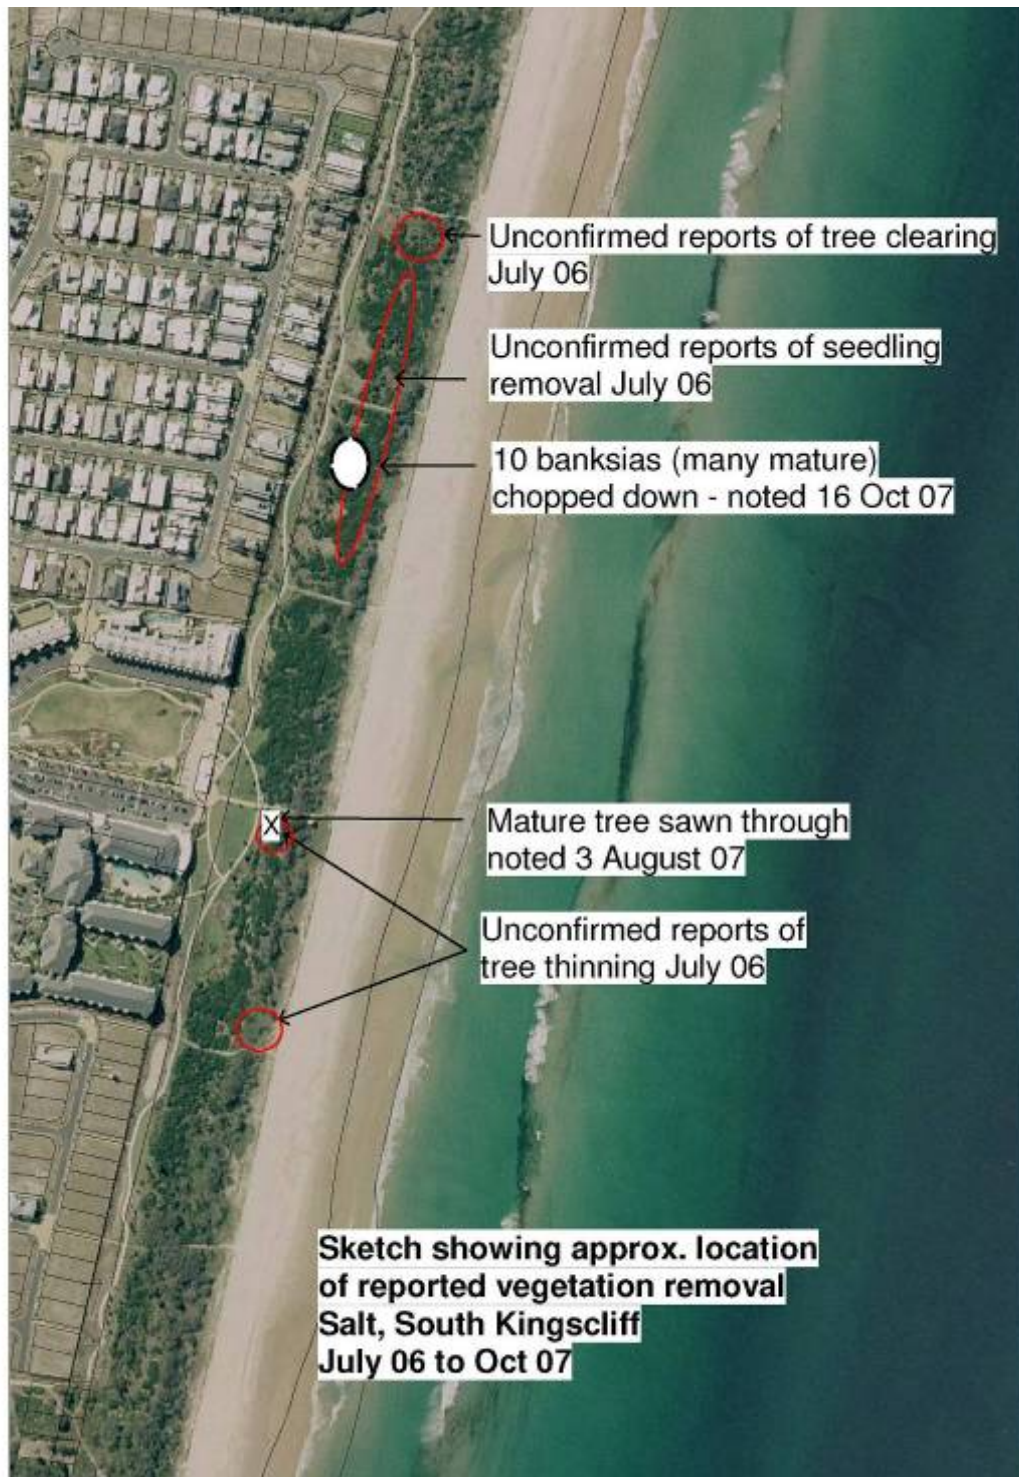 Unconfirmed reports of tree clearing
July 06
Unconfirmed reports of seedling
removal July 06
10 banksias (many mature)
chopped down - noted 16 Oct 07
X
Mature tree sawn through
noted 3 August 07
Unconfirmed reports of
tree thinning July 06
Sketch showing approx. location
of reported vegetation removal
Salt, South Kingscliff
July 06 to Oct 07